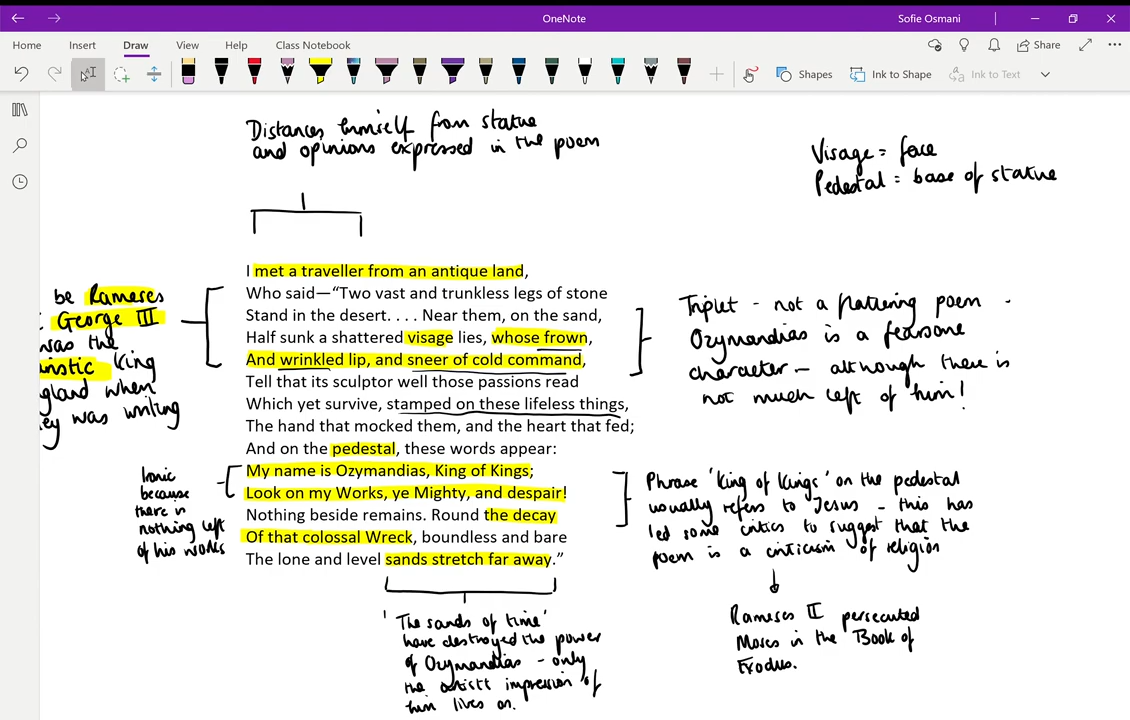 OneNote
Sofie Osmani
Home
Insert
Draw
View
Help
Class Notebook
Share
Shapes
Ink to Shape
Ink to Text
Distances himself from statue
and opinions expressed in the poem
Visage = face
Pedestal = base of statue
I met a traveller from an antique land,
Who said—“Two vast and trunkless legs of stone
Stand in the desert. . . . Near them, on the sand,
Half sunk a shattered visage lies, whose frown,
And wrinkled lip, and sneer of cold command,
Tell that its sculptor well those passions read
Which yet survive, stamped on these lifeless things,
The hand that mocked them, and the heart that fed;
And on the pedestal, these words appear:
My name is Ozymandias, King of Kings;
Look on my Works, ye Mighty, and despair!
Nothing beside remains. Round the decay
Of that colossal Wreck, boundless and bare
The lone and level sands stretch far away.”
be Rameses
George III
was the
King
when
was writing
Triplet - not a flattering poem -
Ozymandias is a fearsome
character - although there is
not much left of him!
Ironic
because
there is
nothing left
of his works
Phrase 'King of Kings' on the pedestal
usually refers to Jesus - this has
led some critics to suggest that the
poem is a criticism of religion
Rameses II persecuted
Moses in the Book of
Exodus.
'The sands of time'
have destroyed the power
of Ozymandias - only
the artist's impression of
him lives on.